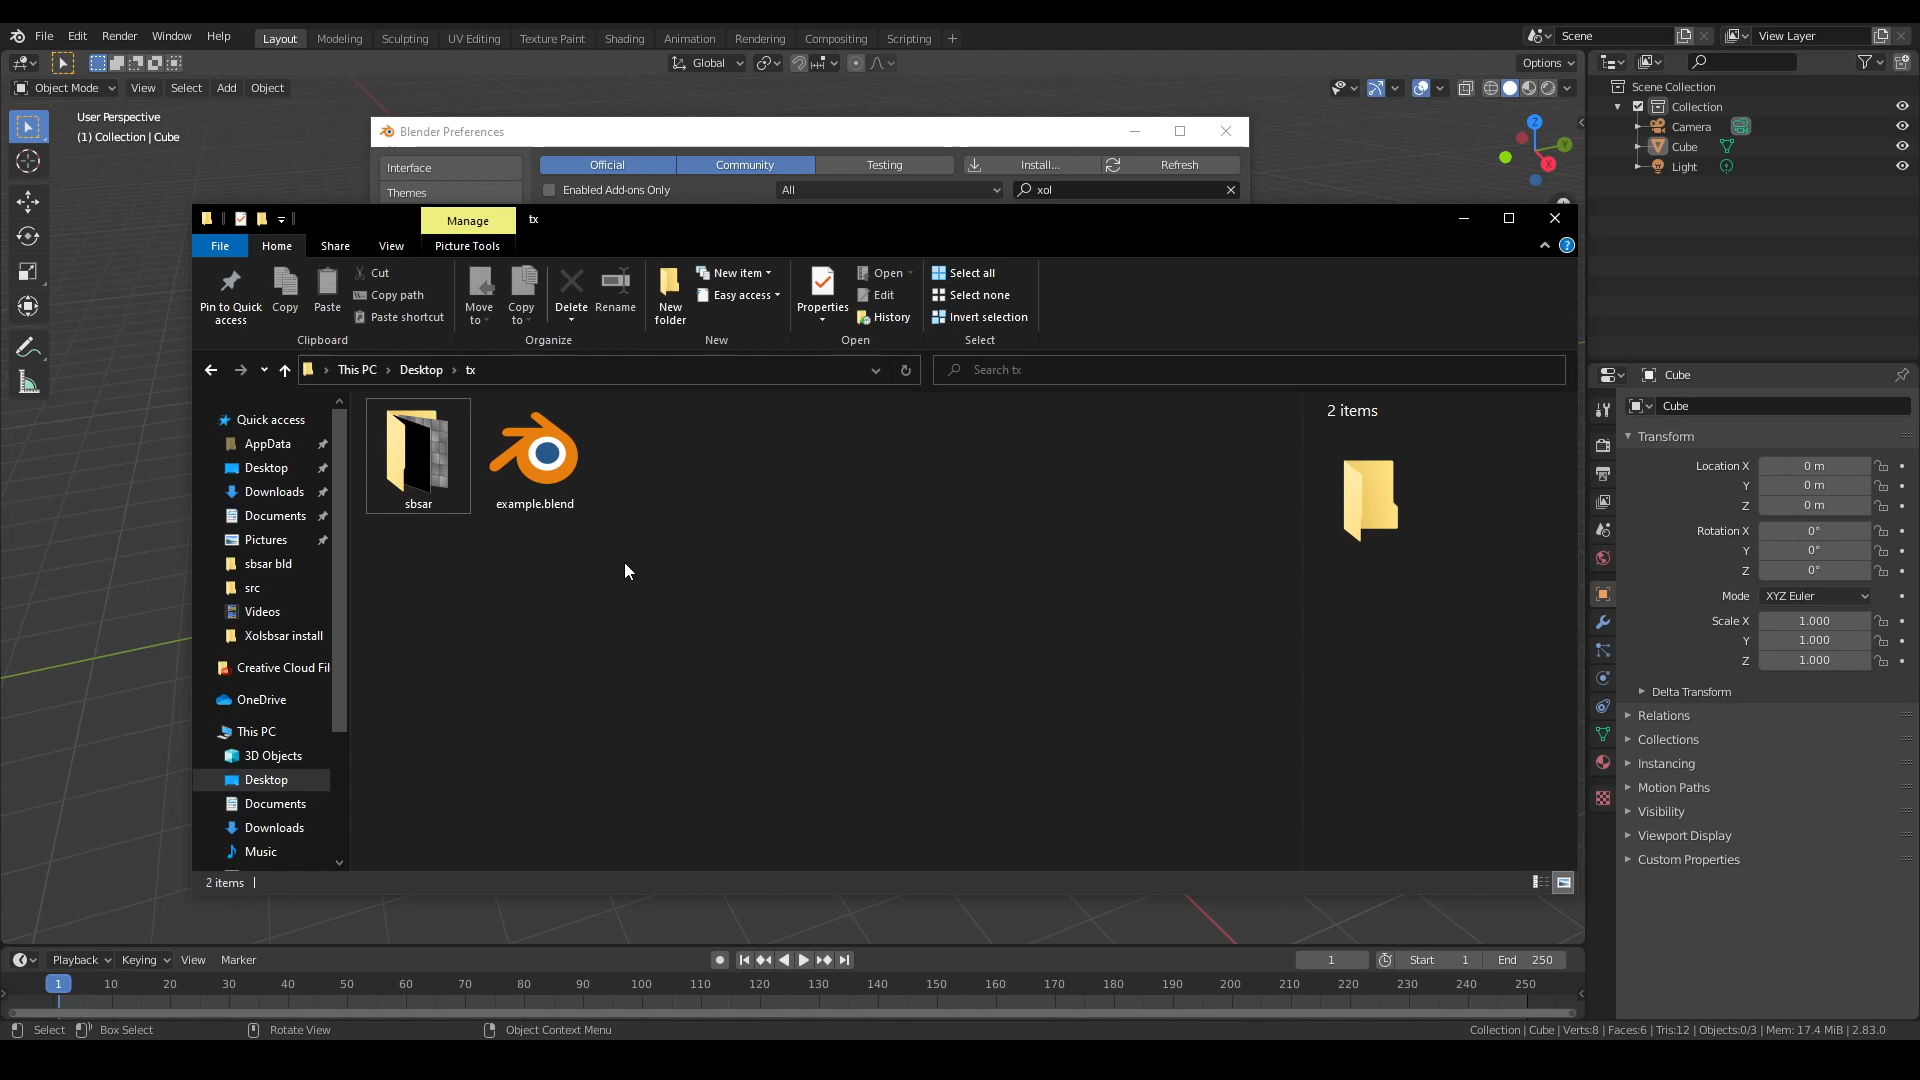 File Edit Render Window Help Layout Modeling Sculpting UV Editing Texture Paint Shading Animation Rendering Compositing Scripting + Scene View Layer
Global Options
Object Mode View Select Add Object
User Perspective
(1) Collection | Cube
Scene Collection
Collection
Camera
Cube
Light
Z
Y
X
Blender Preferences
Interface
Themes
Official Community Testing Install... Refresh
Enabled Add-ons Only All xol
Manage tx
File Home Share View Picture Tools
Pin to Quick access
Copy
Paste
Cut
Copy path
Paste shortcut
Clipboard
Move to
Copy to
Delete
Rename
Organize
New folder
New item
Easy access
New
Properties
Open
Edit
History
Open
Select all
Select none
Invert selection
Select
This PC > Desktop > tx
Search tx
Quick access
AppData
Desktop
Downloads
Documents
Pictures
sbsar bld
src
Videos
Xolsbsar install
Creative Cloud Fil
OneDrive
This PC
3D Objects
Desktop
Documents
Downloads
Music
sbsar
example.blend
2 items
2 items
Cube
Cube
Transform
Location X 0 m
Y 0 m
Z 0 m
Rotation X 0°
Y 0°
Z 0°
Mode XYZ Euler
Scale X 1.000
Y 1.000
Z 1.000
Delta Transform
Relations
Collections
Instancing
Motion Paths
Visibility
Viewport Display
Custom Properties
Playback Keying View Marker 1 Start 1 End 250
1 10 20 30 40 50 60 70 80 90 100 110 120 130 140 150 160 170 180 190 200 210 220 230 240 250
Select Box Select Rotate View Object Context Menu Collection | Cube | Verts:8 | Faces:6 | Tris:12 | Objects:0/3 | Mem: 17.4 MiB | 2.83.0